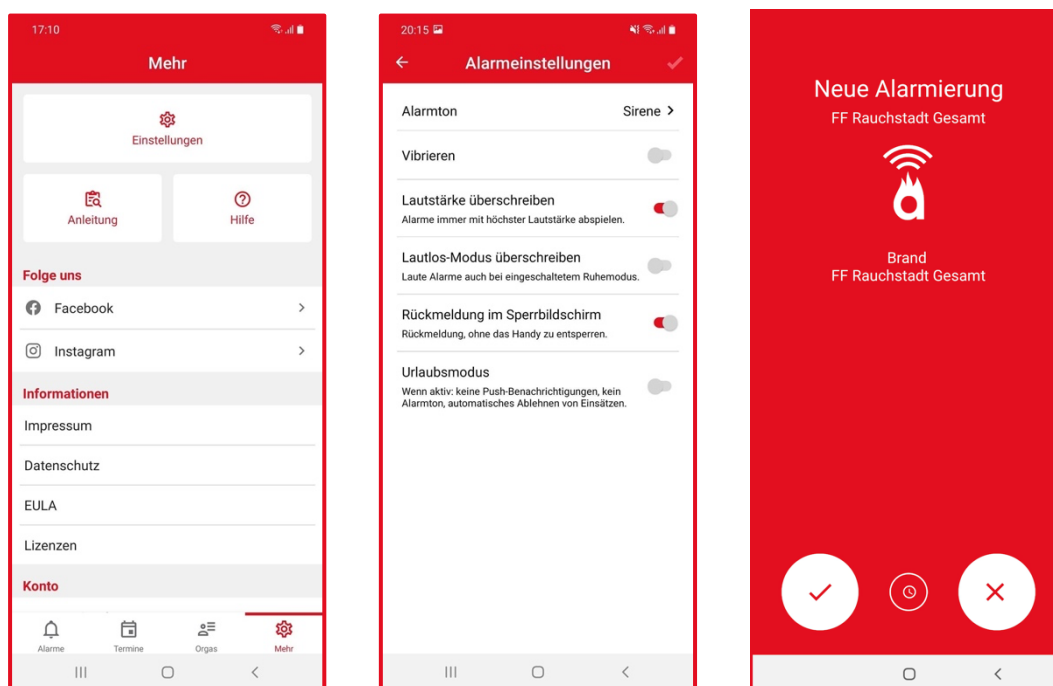 17:10
Mehr
Einstellungen
Anleitung
Hilfe
Folge uns
Facebook
Instagram
Informationen
Impressum
Datenschutz
EULA
Lizenzen
Konto
Alarme
Termine
Orgas
Mehr
20:15
Alarmeinstellungen
Alarmton
Sirene
Vibrieren
Lautstärke überschreiben
Alarme immer mit höchster Lautstärke abspielen.
Lautlos-Modus überschreiben
Laute Alarme auch bei eingeschaltetem Ruhemodus.
Rückmeldung im Sperrbildschirm
Rückmeldung, ohne das Handy zu entsperren.
Urlaubsmodus
Wenn aktiv: keine Push-Benachrichtigungen, kein
Alarmton, automatisches Ablehnen von Einsätzen.
Neue Alarmierung
FF Rauchstadt Gesamt
Brand
FF Rauchstadt Gesamt